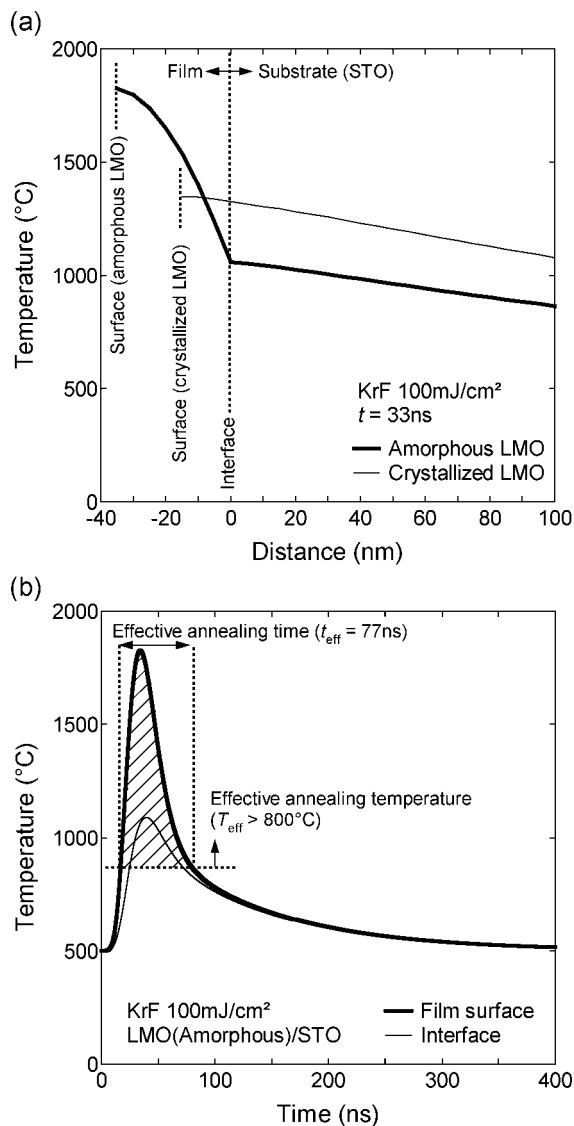 (a)
2000
Film
Substrate (STO)
1500
1000
500
0
Temperature (°C)
Surface (amorphous LMO)
Surface (crystallized LMO)
Interface
KrF 100mJ/cm²
t = 33ns
Amorphous LMO
Crystallized LMO
-40 -20 0 20 40 60 80 100
Distance (nm)
(b)
2000
Effective annealing time (teff = 77ns)
1500
Effective annealing temperature
(Teff > 800°C)
1000
500
0
Temperature (°C)
KrF 100mJ/cm²
LMO(Amorphous)/STO
Film surface
Interface
0 100 200 300 400
Time (ns)